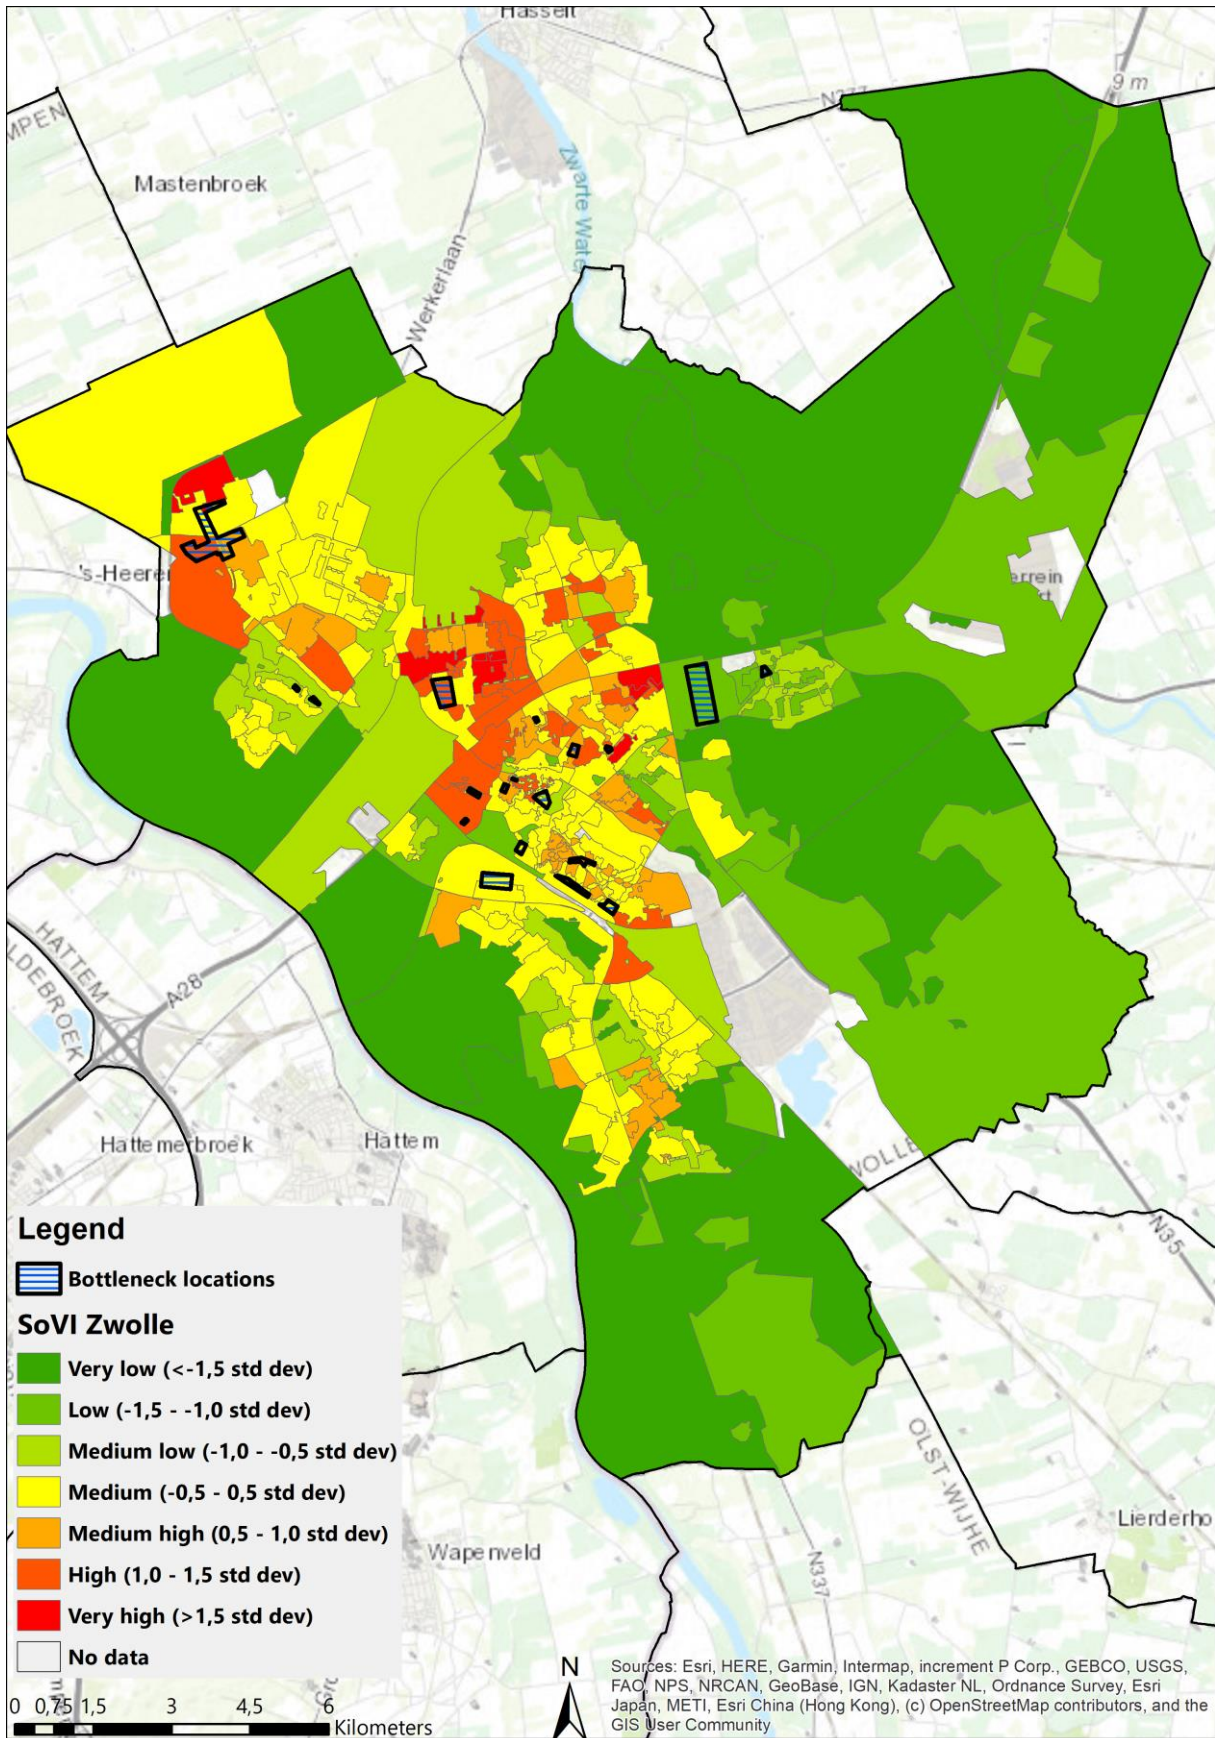 Hasselt
9 m
MPEN
Mastenbroek
Zwarte Water
Werkerlaan
's-Heeren
errein
HATTEM
LDEBROEK
A28
Hattemerbroek
Hattem
WOLLE
N35
OLST-WIJHE
Lierderho
Wapenveld
N337
Legend
Bottleneck locations
SoVI Zwolle
Very low (<-1,5 std dev)
Low (-1,5 - -1,0 std dev)
Medium low (-1,0 - -0,5 std dev)
Medium (-0,5 - 0,5 std dev)
Medium high (0,5 - 1,0 std dev)
High (1,0 - 1,5 std dev)
Very high (>1,5 std dev)
No data
0 0,75 1,5 3 4,5 6
Kilometers
N
Sources: Esri, HERE, Garmin, Intermap, increment P Corp., GEBCO, USGS,
FAO, NPS, NRCAN, GeoBase, IGN, Kadaster NL, Ordnance Survey, Esri
Japan, METI, Esri China (Hong Kong), (c) OpenStreetMap contributors, and the
GIS User Community